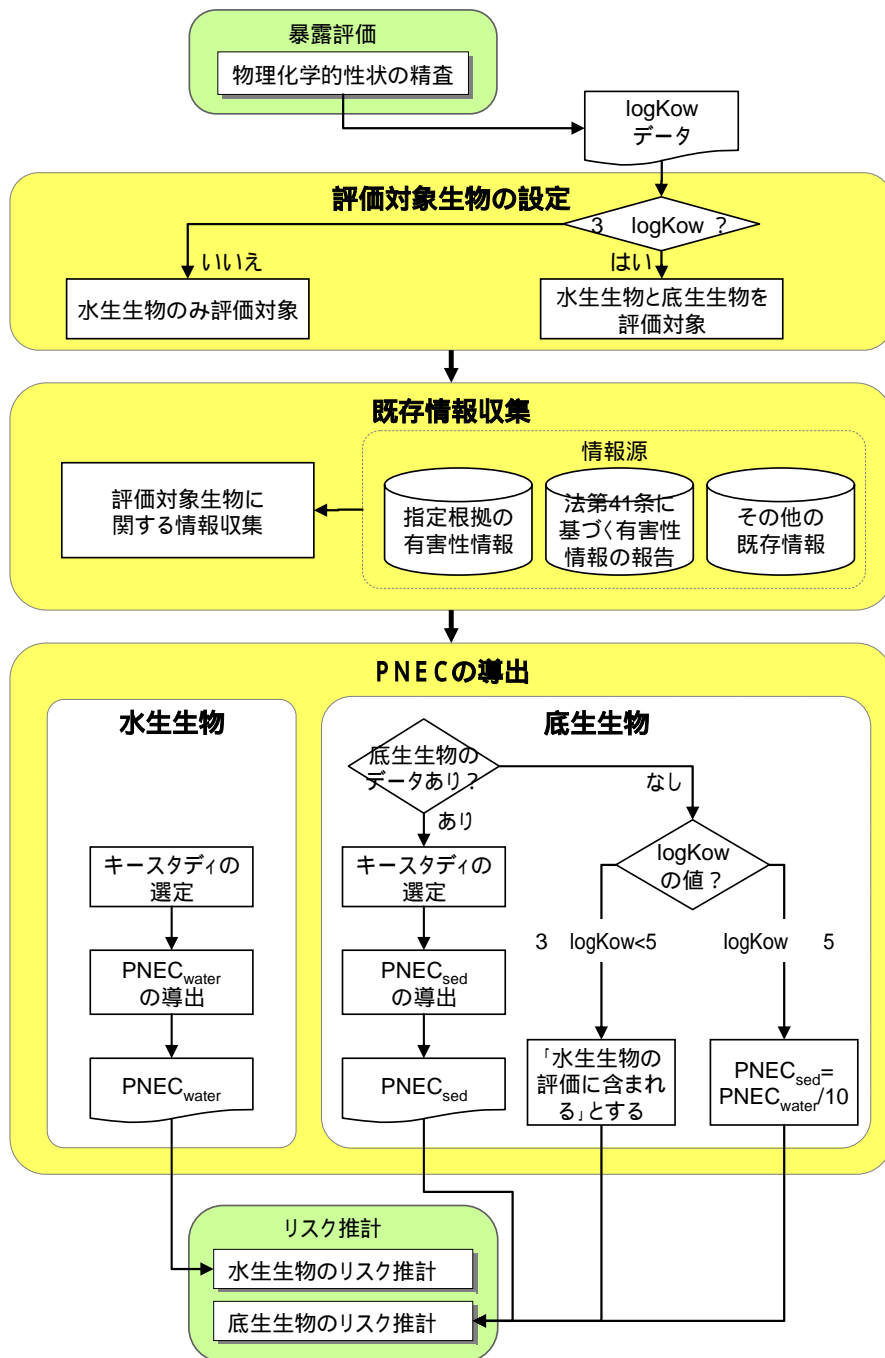 暴露評価
物理化学的性状の精査
logKow
データ
評価対象生物の設定
3 logKow ?
いいえ
はい
水生生物のみ評価対象
水生生物と底生生物を
評価対象
既存情報収集
情報源
評価対象生物に
関する情報収集
指定根拠の
有害性情報
法第41条に
基づく有害性
情報の報告
その他の
既存情報
PNECの導出
水生生物
底生生物
底生生物の
データあり?
なし
あり
キースタディの
選定
キースタディの
選定
logKow
の値?
3 logKow<5
logKow 5
PNECwater
の導出
PNECsed
の導出
PNECwater
PNECsed
「水生生物の
評価に含まれ
る」とする
PNECsed=
PNECwater/10
リスク推計
水生生物のリスク推計
底生生物のリスク推計